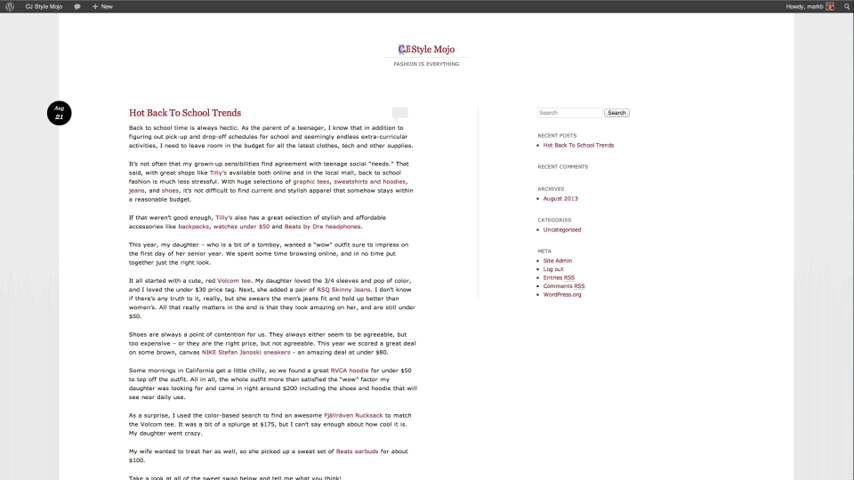 CJ Style Mojo
New
Howdy, markb
CJ Style Mojo
FASHION IS EVERYTHING
Aug
21
Hot Back To School Trends
Back to school time is always hectic. As the parent of a teenager, I know that in addition to
figuring out pick-up and drop-off schedules for school and seemingly endless extra-curricular
activities, I need to leave room in the budget for all the latest clothes, tech and other supplies.
It's not often that my grown-up sensibilities find agreement with teenage social "needs." That
said, with great shops like Tilly's available both online and in the local mall, back to school
fashion is much less stressful. With huge selections of graphic tees, sweatshirts and hoodies,
jeans, and shoes, it's not difficult to find current and stylish apparel that somehow stays within
a reasonable budget.
If that weren't good enough, Tilly's also has a great selection of stylish and affordable
accessories like backpacks, watches under $50 and Beats by Dre headphones.
This year, my daughter – who is a bit of a tomboy, wanted a "wow" outfit sure to impress on
the first day of her senior year. We spent some time browsing online, and in no time put
together just the right look.
It all started with a cute, red Volcom tee. My daughter loved the 3/4 sleeves and pop of color,
and I loved the under $30 price tag. Next, she added a pair of RSQ Skinny Jeans. I don't know
if there's any truth to it, really, but she swears the men's jeans fit and hold up better than
women's. All that really matters in the end is that they look amazing on her, and are still under
$50.
Shoes are always a point of contention for us. They always either seem to be agreeable, but
too expensive – or they are the right price, but not agreeable. This year we scored a great deal
on some brown, canvas NIKE Stefan Janoski sneakers – an amazing deal at under $80.
Some mornings in California get a little chilly, so we found a great RVCA hoodie for under $50
to top off the outfit. All in all, the whole outfit more than satisfied the "wow" factor my
daughter was looking for and came in right around $200 including the shoes and hoodie that will
see near daily use.
As a surprise, I used the color-based search to find an awesome Fjällräven Rucksack to match
the Volcom tee. It was a bit of a splurge at $175, but I can't say enough about how cool it is.
My daughter went crazy.
My wife wanted to treat her as well, so she picked up a sweet set of Beats earbuds for about
$100.
Take a look at all of the sweet swag below and tell me what you think!
Search
Search
RECENT POSTS
Hot Back To School Trends
RECENT COMMENTS
ARCHIVES
August 2013
CATEGORIES
Uncategorized
META
Site Admin
Log out
Entries RSS
Comments RSS
WordPress.org